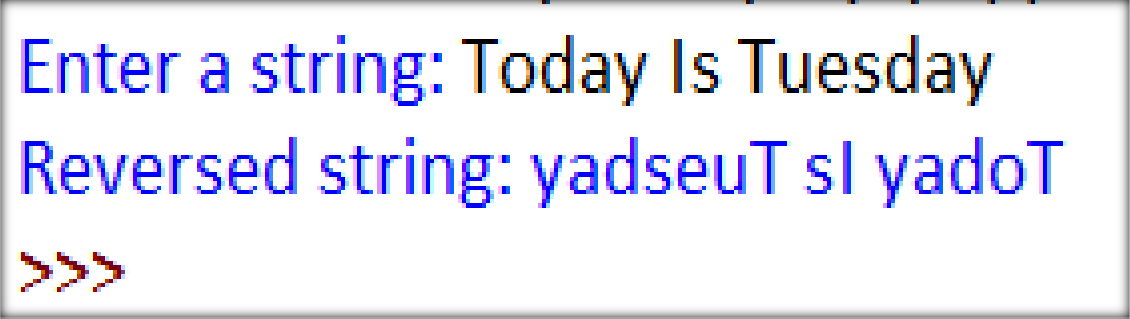 Enter a string: Today Is Tuesday
Reversed string: yadseuT sI yadoT
>>>